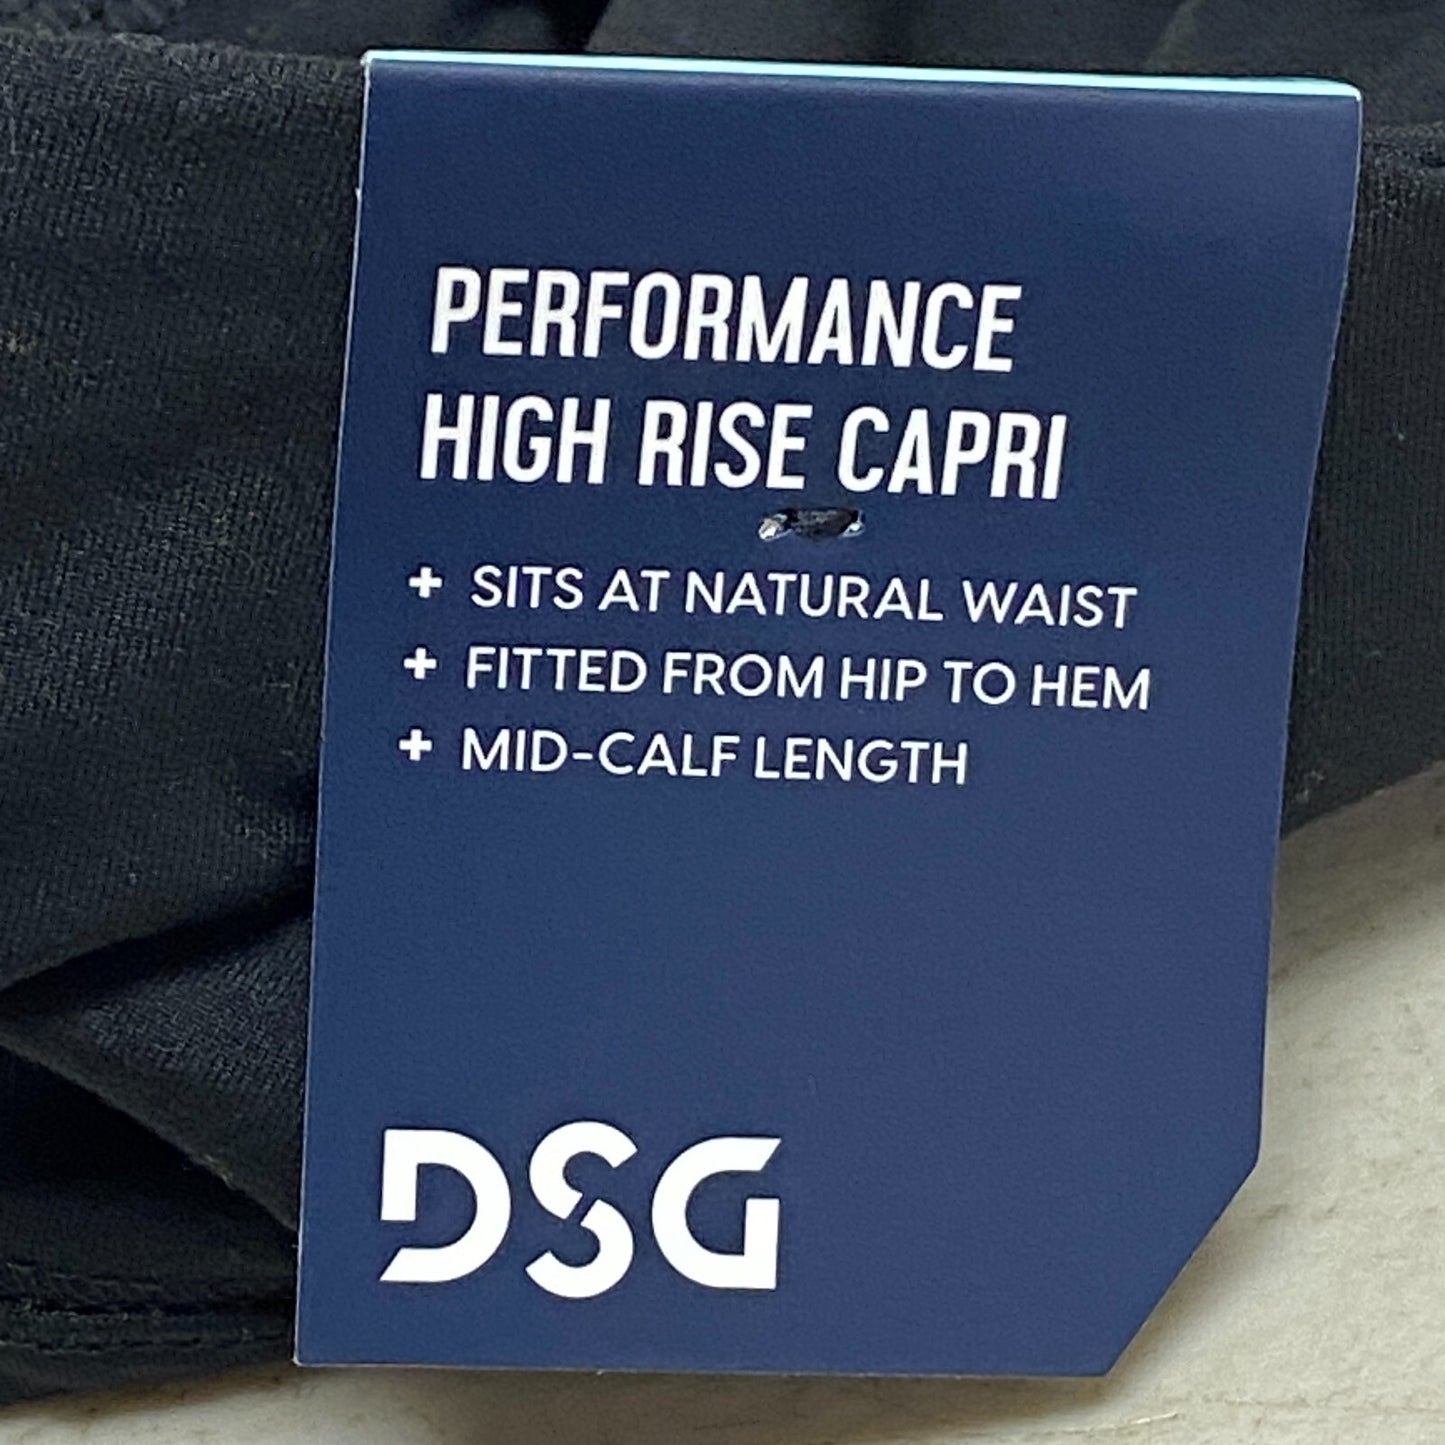 PERFORMANCE
HIGH RISE CAPRI
+ SITS AT NATURAL WAIST
+ FITTED FROM HIP TO HEM
+ MID-CALF LENGTH
DSG